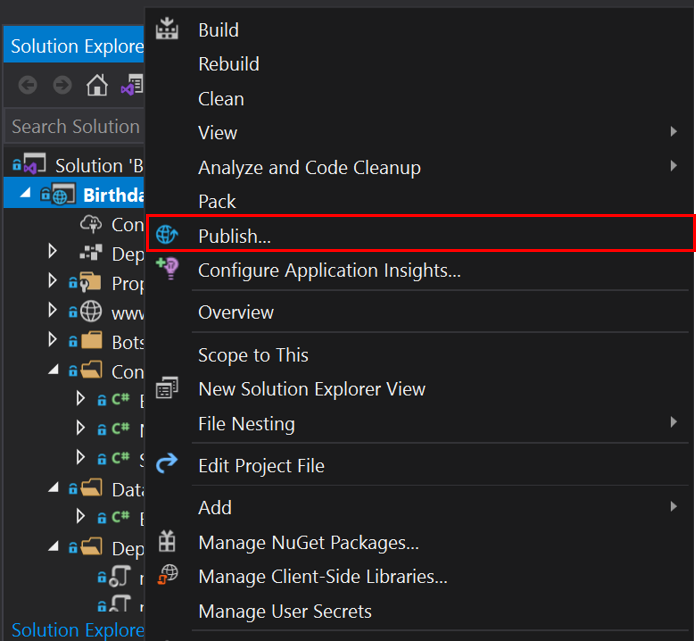 Solution Explore
Search Solution
Solution 'B
Birthda
Con
Dep
Prop
www
Bots
Con
C#
C#
C#
Data
C#
Dep
Solution Explore
Build
Rebuild
Clean
View
Analyze and Code Cleanup
Pack
Publish...
Configure Application Insights...
Overview
Scope to This
New Solution Explorer View
File Nesting
Edit Project File
Add
Manage NuGet Packages...
Manage Client-Side Libraries...
Manage User Secrets